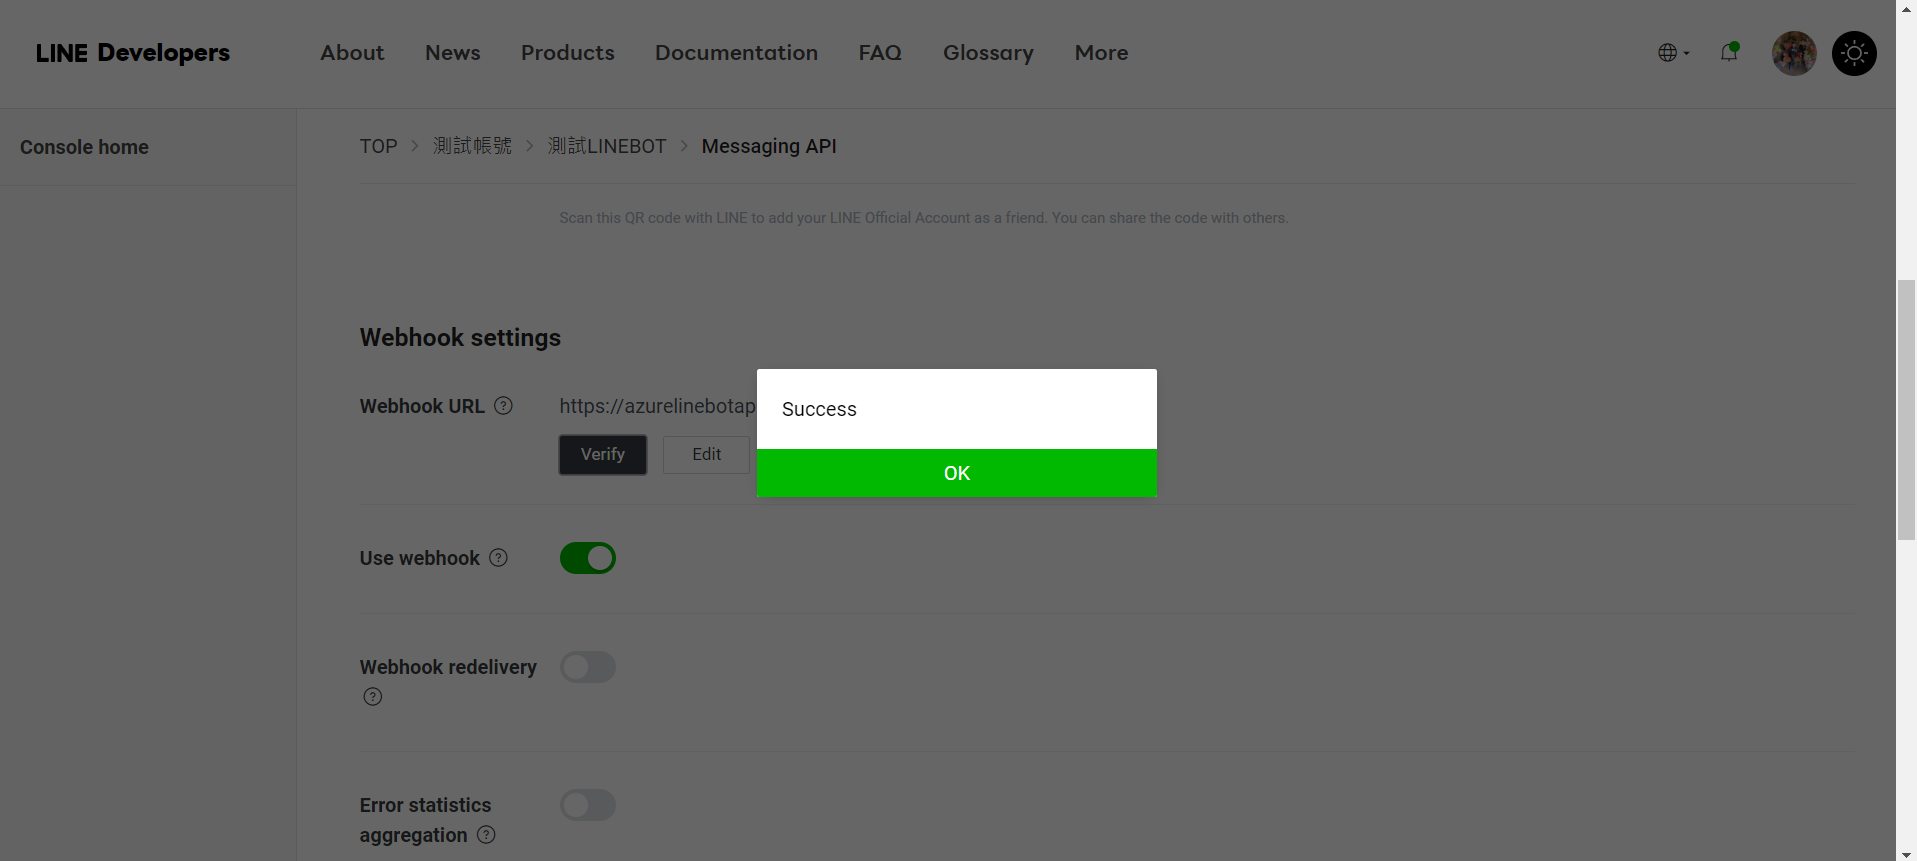 LINE Developers
About News Products Documentation FAQ Glossary More
Console home
TOP > 測試帳號 > 測試LINEBOT > Messaging API
Scan this QR code with LINE to add your LINE Official Account as a friend. You can share the code with others.
Webhook settings
Webhook URL ?
https://azurelinebotap
Verify Edit
Success
OK
Use webhook ?
Webhook redelivery
?
Error statistics
aggregation ?